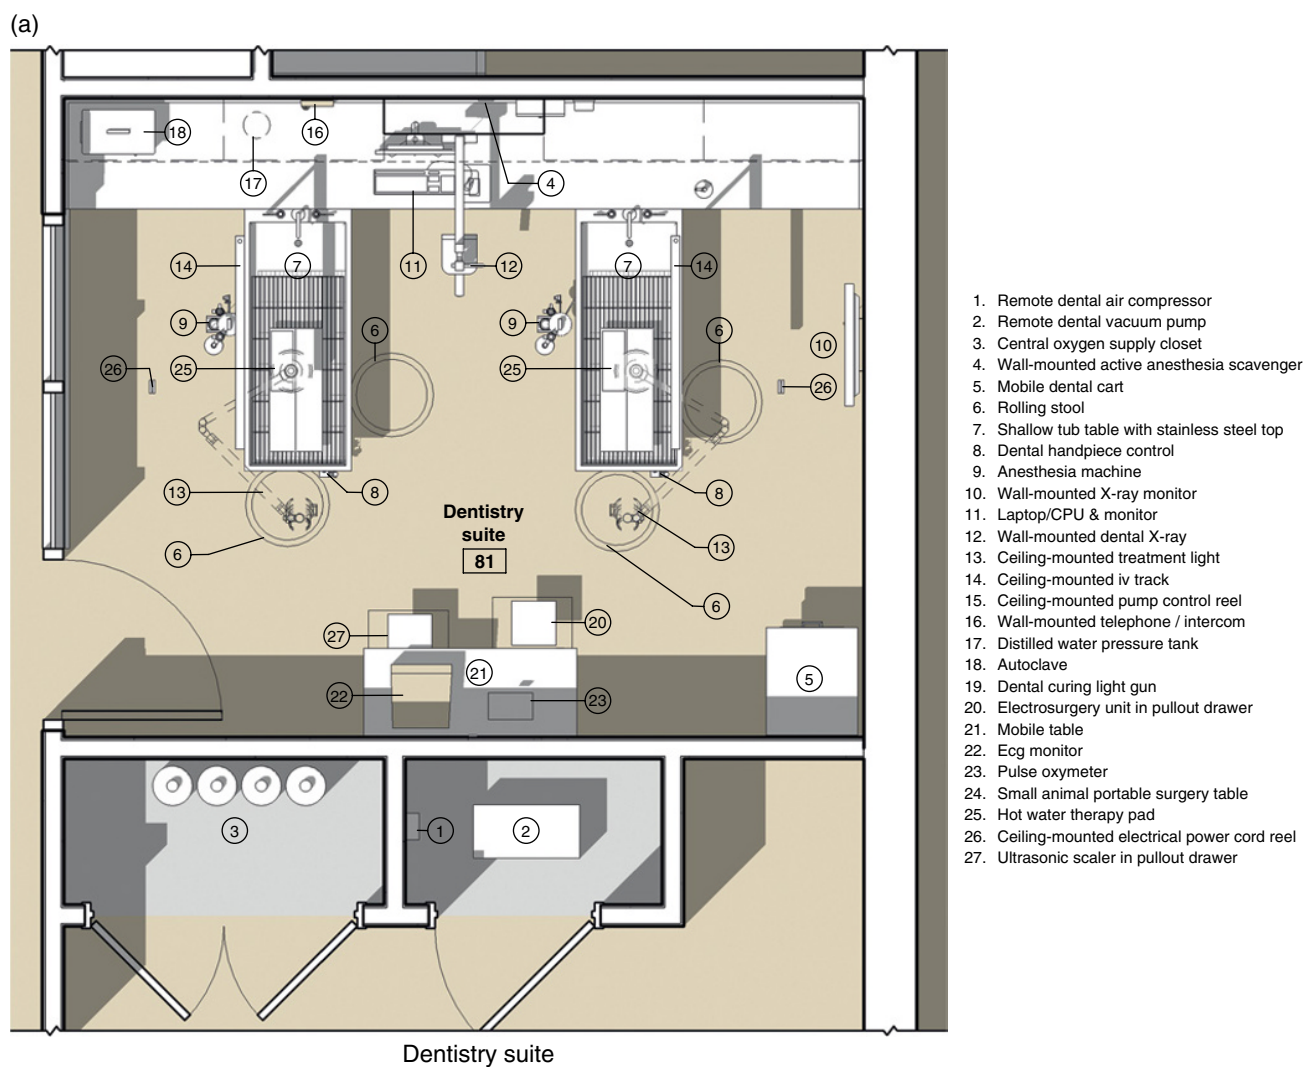 (a)
18
16
17
4
14
7
11
12
7
14
9
9
6
6
10
26
25
25
26
13
8
8
Dentistry
suite
81
6
13
6
27
20
21
22
23
5
3
1
2
Dentistry suite
1. Remote dental air compressor
2. Remote dental vacuum pump
3. Central oxygen supply closet
4. Wall-mounted active anesthesia scavenger
5. Mobile dental cart
6. Rolling stool
7. Shallow tub table with stainless steel top
8. Dental handpiece control
9. Anesthesia machine
10. Wall-mounted X-ray monitor
11. Laptop/CPU & monitor
12. Wall-mounted dental X-ray
13. Ceiling-mounted treatment light
14. Ceiling-mounted iv track
15. Ceiling-mounted pump control reel
16. Wall-mounted telephone / intercom
17. Distilled water pressure tank
18. Autoclave
19. Dental curing light gun
20. Electrosurgery unit in pullout drawer
21. Mobile table
22. Ecg monitor
23. Pulse oxymeter
24. Small animal portable surgery table
25. Hot water therapy pad
26. Ceiling-mounted electrical power cord reel
27. Ultrasonic scaler in pullout drawer